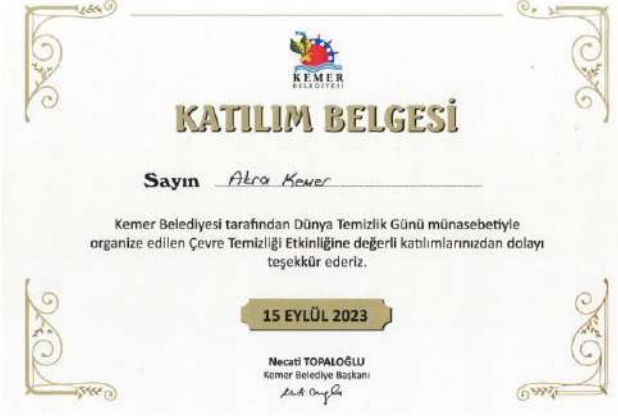 KEMER
BELEDİYESİ
KATILIM BELGESİ
Sayın Akra Kemer
Kemer Belediyesi tarafından Dünya Temizlik Günü münasebetiyle
organize edilen Çevre Temizliği Etkinliğine değerli katılımlarınızdan dolayı
teşekkür ederiz.
15 EYLÜL 2023
Necati TOPALOĞLU
Kemer Belediye Başkanı